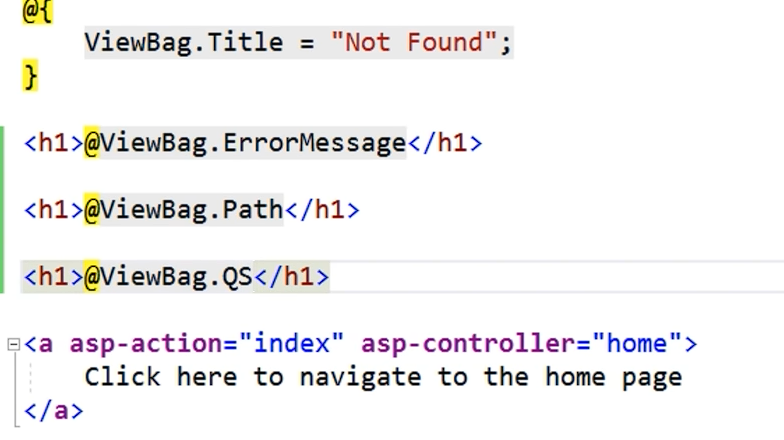 @{
ViewBag.Title = "Not Found";
}
<h1>@ViewBag.ErrorMessage</h1>
<h1>@ViewBag.Path</h1>
<h1>@ViewBag.QS</h1>
<a asp-action="index" asp-controller="home">
Click here to navigate to the home page
</a>